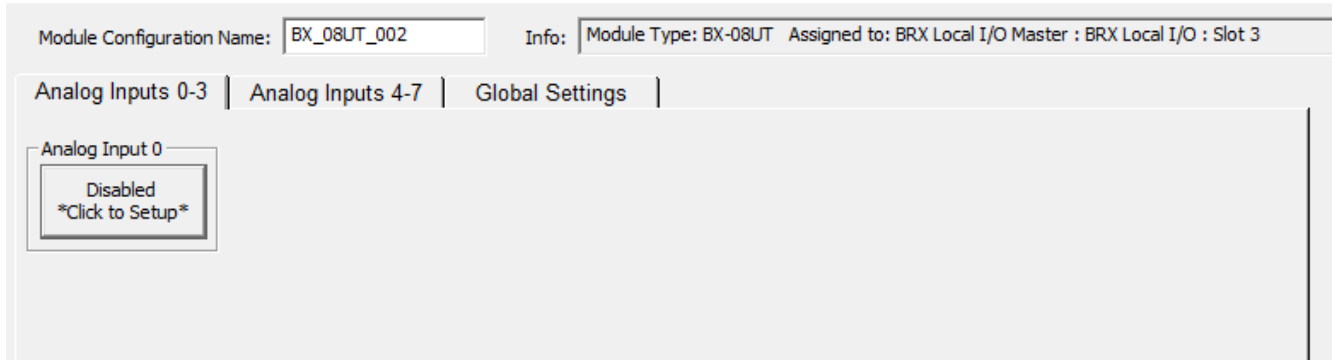 Module Configuration Name: BX_08UT_002 Info: Module Type: BX-08UT Assigned to: BRX Local I/O Master : BRX Local I/O : Slot 3
Analog Inputs 0-3 Analog Inputs 4-7 Global Settings
Analog Input 0
Disabled
*Click to Setup*